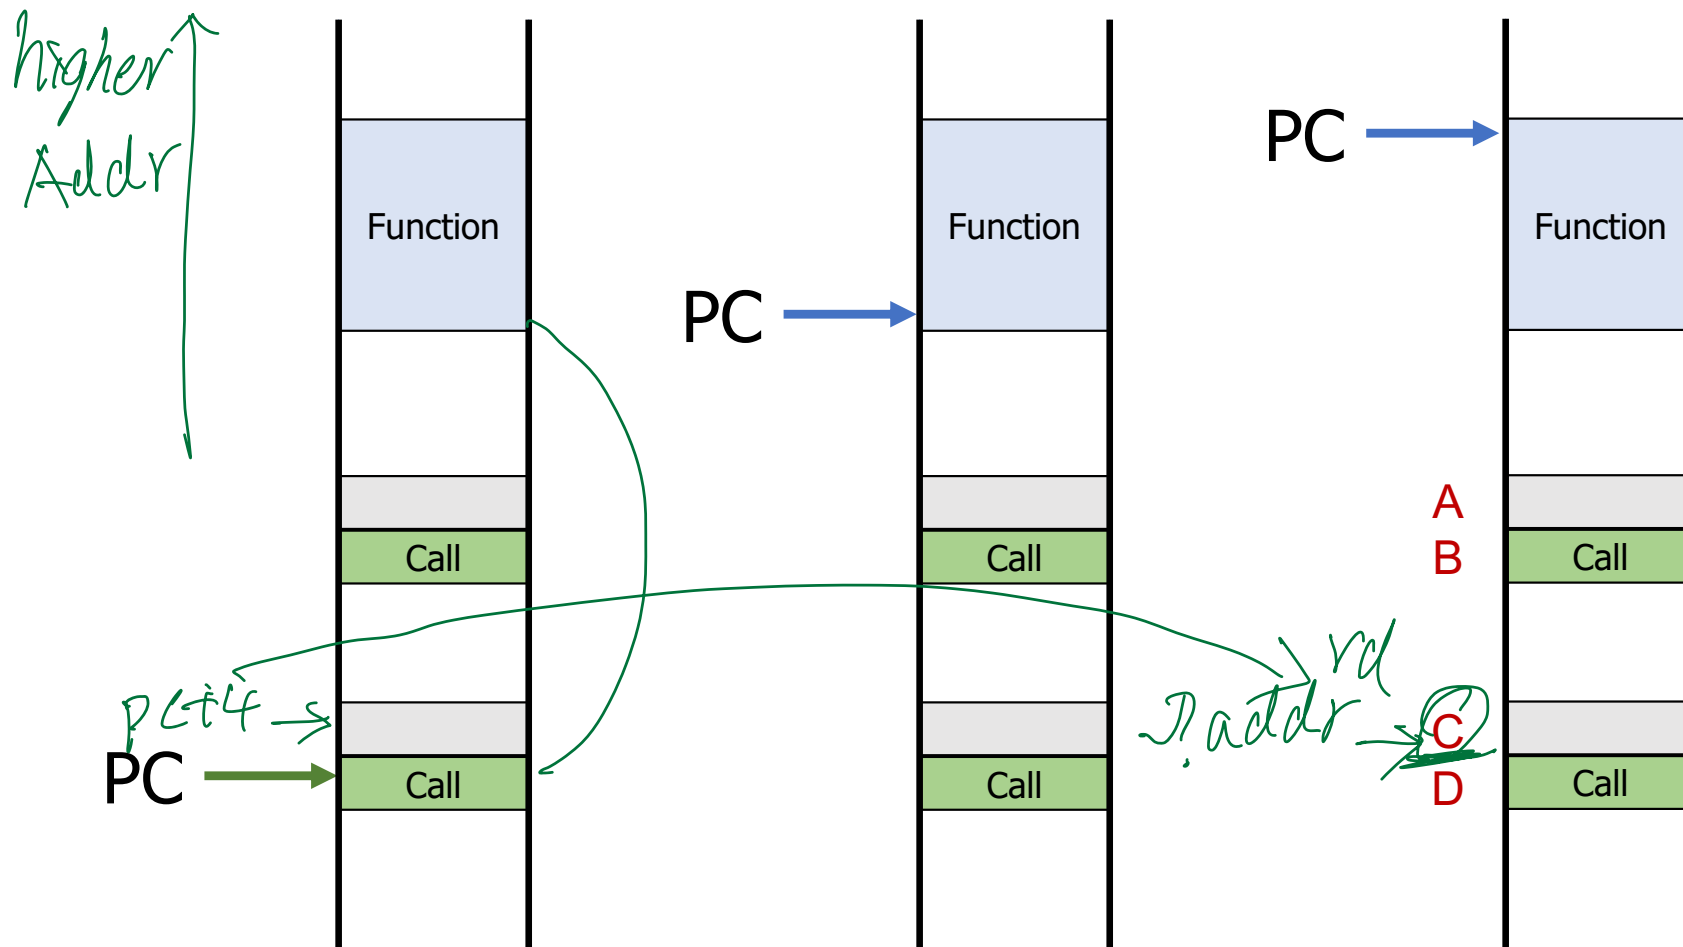 higher
Addr
PC
Function
Function
Function
PC
A
B
Call
Call
Call
rd
PC+4
addr
C
PC
D
Call
Call
Call